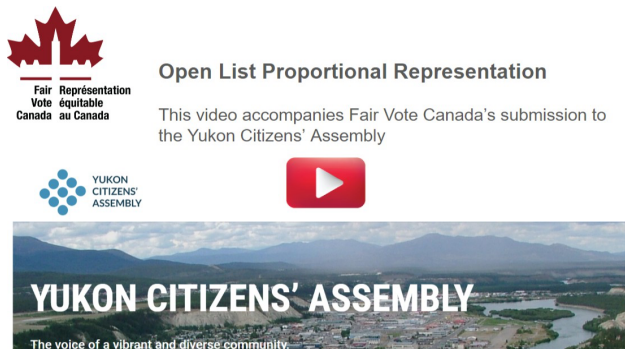 Open List Proportional Representation
Fair Représentation
Vote équitable
Canada au Canada
This video accompanies Fair Vote Canada's submission to
the Yukon Citizens' Assembly
YUKON
CITIZENS'
ASSEMBLY
YUKON CITIZENS' ASSEMBLY
The voice of a vibrant and diverse community.